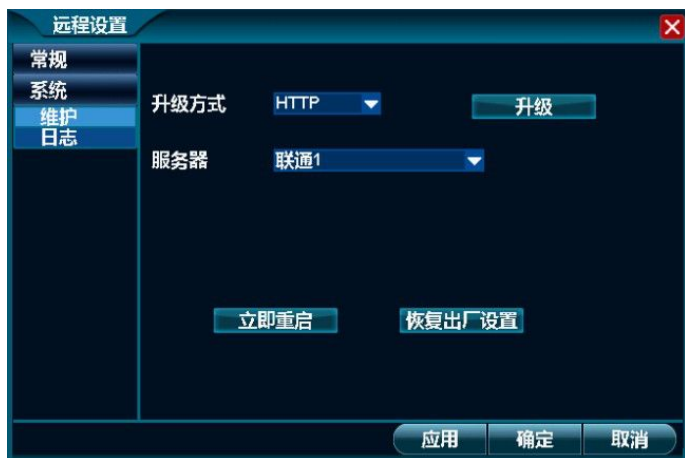 远程设置
常规
系统
维护
日志
升级方式 HTTP 升级
服务器 联通1
立即重启 恢复出厂设置
应用 确定 取消